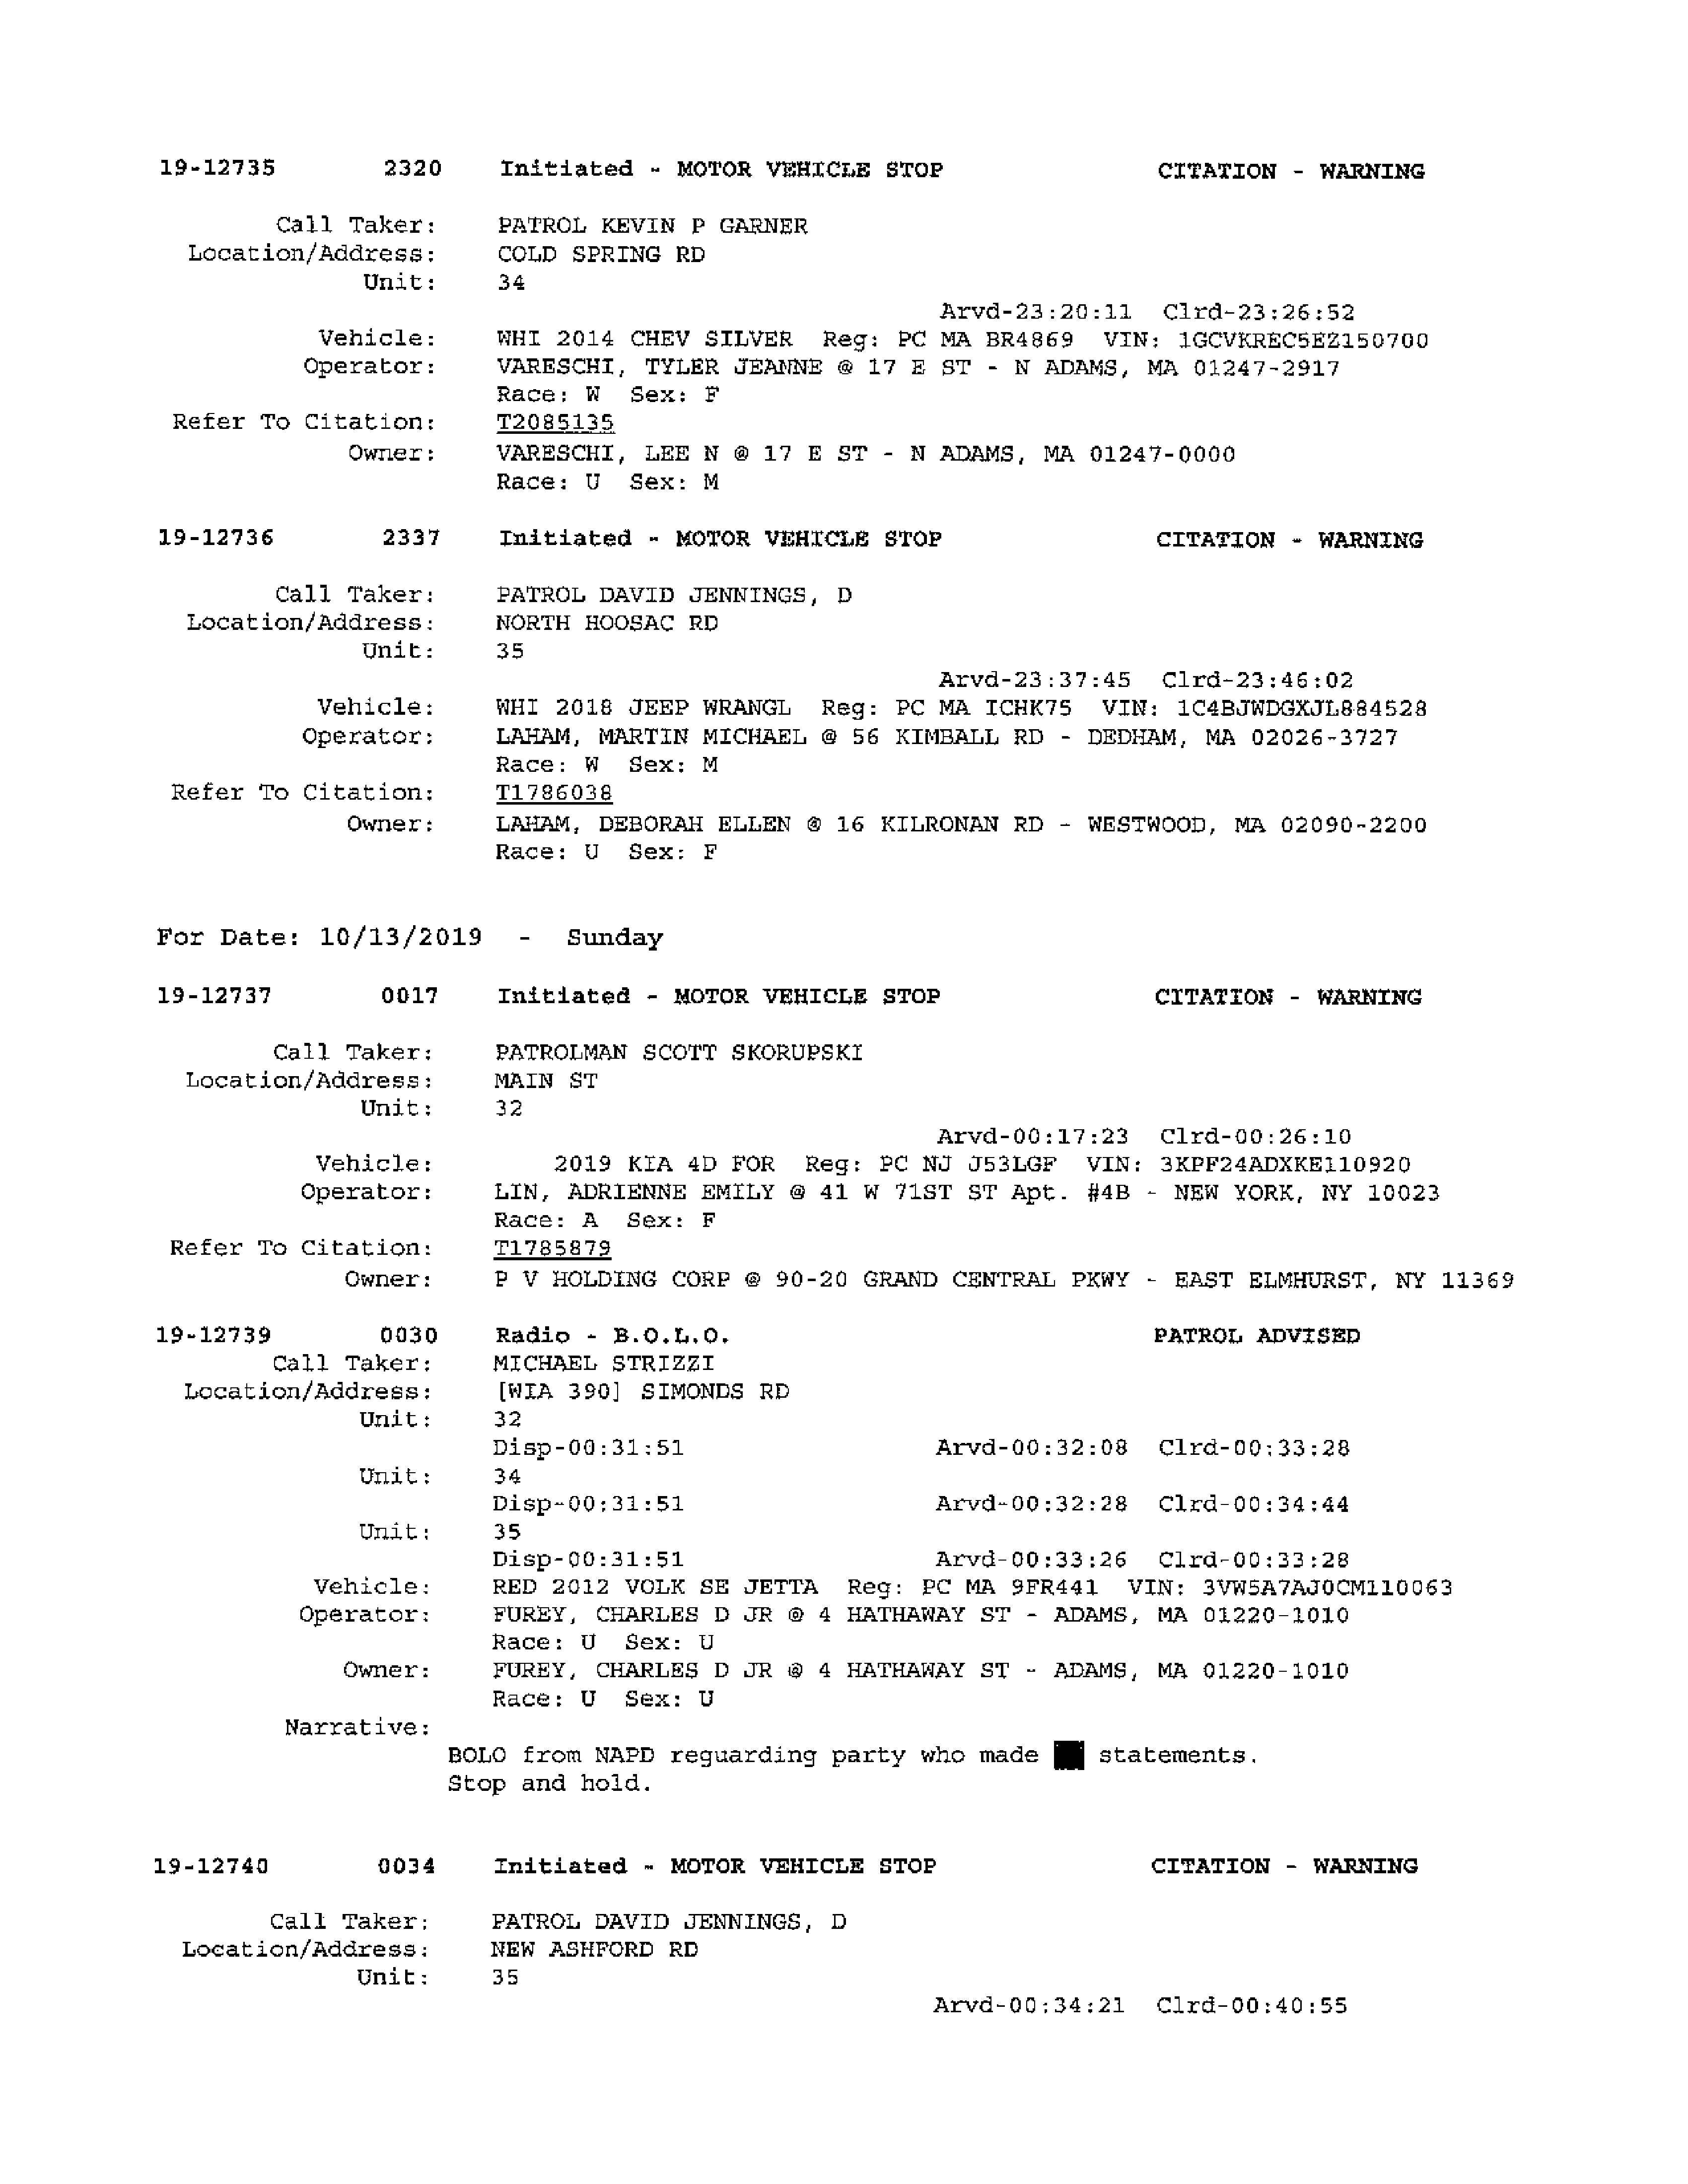 19-12735 2320 Initiated - MOTOR VEHICLE STOP CITATION - WARNING
Call Taker: PATROL KEVIN P GARNER
Location/Address: COLD SPRING RD
Unit: 34
Arvd-23:20:11 Clrd-23:26:52
Vehicle: WHI 2014 CHEV SILVER Reg: PC MA BR4869 VIN: 1GCVKREC5EZ150700
Operator: VARESCHI, TYLER JEANNE @ 17 E ST - N ADAMS, MA 01247-2917
Race: W Sex: F
Refer To Citation: T2085135
Owner: VARESCHI, LEE N @ 17 E ST - N ADAMS, MA 01247-0000
Race: U Sex: M
19-12736 2337 Initiated - MOTOR VEHICLE STOP CITATION - WARNING
Call Taker: PATROL DAVID JENNINGS, D
Location/Address: NORTH HOOSAC RD
Unit: 35
Arvd-23:37:45 Clrd-23:46:02
Vehicle: WHI 2018 JEEP WRANGL Reg: PC MA ICHK75 VIN: 1C4BJWDGXJL884528
Operator: LAHAM, MARTIN MICHAEL @ 56 KIMBALL RD - DEDHAM, MA 02026-3727
Race: W Sex: M
Refer To Citation: T1786038
Owner: LAHAM, DEBORAH ELLEN @ 16 KILRONAN RD - WESTWOOD, MA 02090-2200
Race: U Sex: F
For Date: 10/13/2019 - Sunday
19-12737 0017 Initiated - MOTOR VEHICLE STOP CITATION - WARNING
Call Taker: PATROLMAN SCOTT SKORUPSKI
Location/Address: MAIN ST
Unit: 32
Arvd-00:17:23 Clrd-00:26:10
Vehicle: 2019 KIA 4D FOR Reg: PC NJ J53LGF VIN: 3KPF24ADXKE110920
Operator: LIN, ADRIENNE EMILY @ 41 W 71ST ST Apt. #4B - NEW YORK, NY 10023
Race: A Sex: F
Refer To Citation: T1785879
Owner: P V HOLDING CORP @ 90-20 GRAND CENTRAL PKWY - EAST ELMHURST, NY 11369
19-12739 0030 Radio - B.O.L.O. PATROL ADVISED
Call Taker: MICHAEL STRIZZI
Location/Address: [WIA 390] SIMONDS RD
Unit: 32
Disp-00:31:51 Arvd-00:32:08 Clrd-00:33:28
Unit: 34
Disp-00:31:51 Arvd-00:32:28 Clrd-00:34:44
Unit: 35
Disp-00:31:51 Arvd-00:33:26 Clrd-00:33:28
Vehicle: RED 2012 VOLK SE JETTA Reg: PC MA 9FR441 VIN: 3VW5A7AJ0CM110063
Operator: FUREY, CHARLES D JR @ 4 HATHAWAY ST - ADAMS, MA 01220-1010
Race: U Sex: U
Owner: FUREY, CHARLES D JR @ 4 HATHAWAY ST - ADAMS, MA 01220-1010
Race: U Sex: U
Narrative:
BOLO from NAPD reguarding party who made statements.
Stop and hold.
19-12740 0034 Initiated - MOTOR VEHICLE STOP CITATION - WARNING
Call Taker: PATROL DAVID JENNINGS, D
Location/Address: NEW ASHFORD RD
Unit: 35
Arvd-00:34:21 Clrd-00:40:55